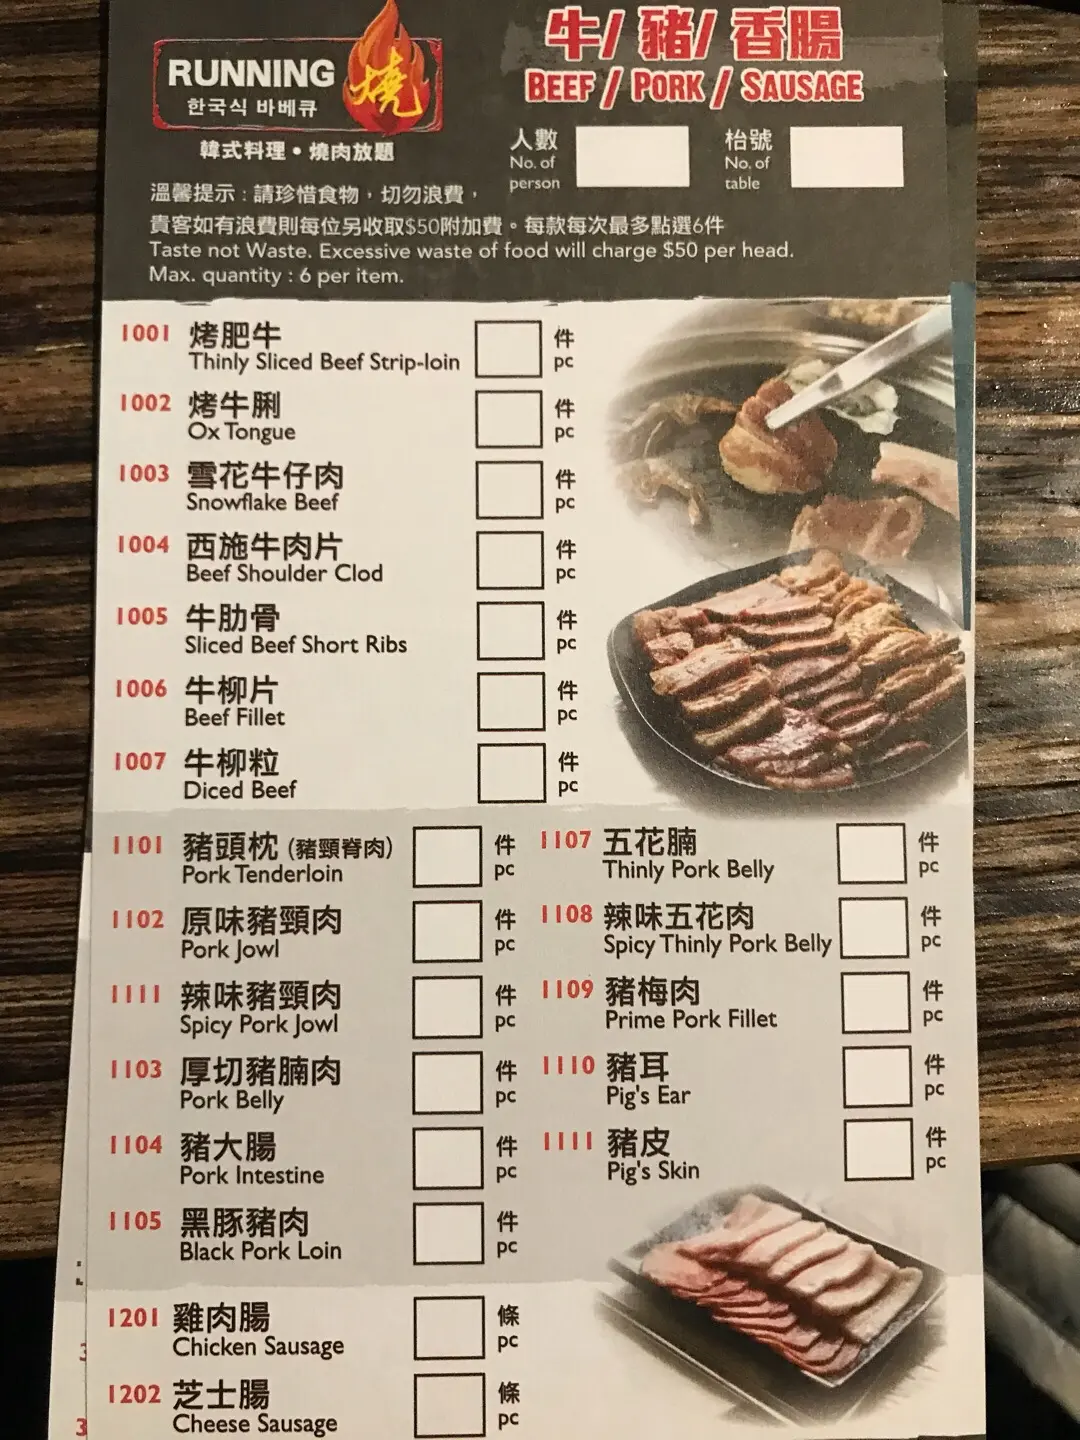 RUNNING 燒
한국식 바베큐
韓式料理 • 燒肉放題
牛/ 豬/ 香腸
BEEF / PORK / SAUSAGE
人數
No. of
person
枱號
No. of
table
溫馨提示 : 請珍惜食物，切勿浪費，
貴客如有浪費則每位另收取$50附加費。每款每次最多點選6件
Taste not Waste. Excessive waste of food will charge $50 per head.
Max. quantity : 6 per item.
1001 烤肥牛 件
Thinly Sliced Beef Strip-loin pc
1002 烤牛脷 件
Ox Tongue pc
1003 雪花牛仔肉 件
Snowflake Beef pc
1004 西施牛肉片 件
Beef Shoulder Clod pc
1005 牛肋骨 件
Sliced Beef Short Ribs pc
1006 牛柳片 件
Beef Fillet pc
1007 牛柳粒 件
Diced Beef pc
1101 豬頭枕 (豬頸脊肉) 件
Pork Tenderloin pc
1102 原味豬頸肉 件
Pork Jowl pc
1111 辣味豬頸肉 件
Spicy Pork Jowl pc
1103 厚切豬腩肉 件
Pork Belly pc
1104 豬大腸 件
Pork Intestine pc
1105 黑豚豬肉 件
Black Pork Loin pc
1107 五花腩 件
Thinly Pork Belly pc
1108 辣味五花肉 件
Spicy Thinly Pork Belly pc
1109 豬梅肉 件
Prime Pork Fillet pc
1110 豬耳 件
Pig's Ear pc
1111 豬皮 件
Pig's Skin pc
1201 雞肉腸 條
Chicken Sausage pc
1202 芝士腸 條
Cheese Sausage pc
3
3